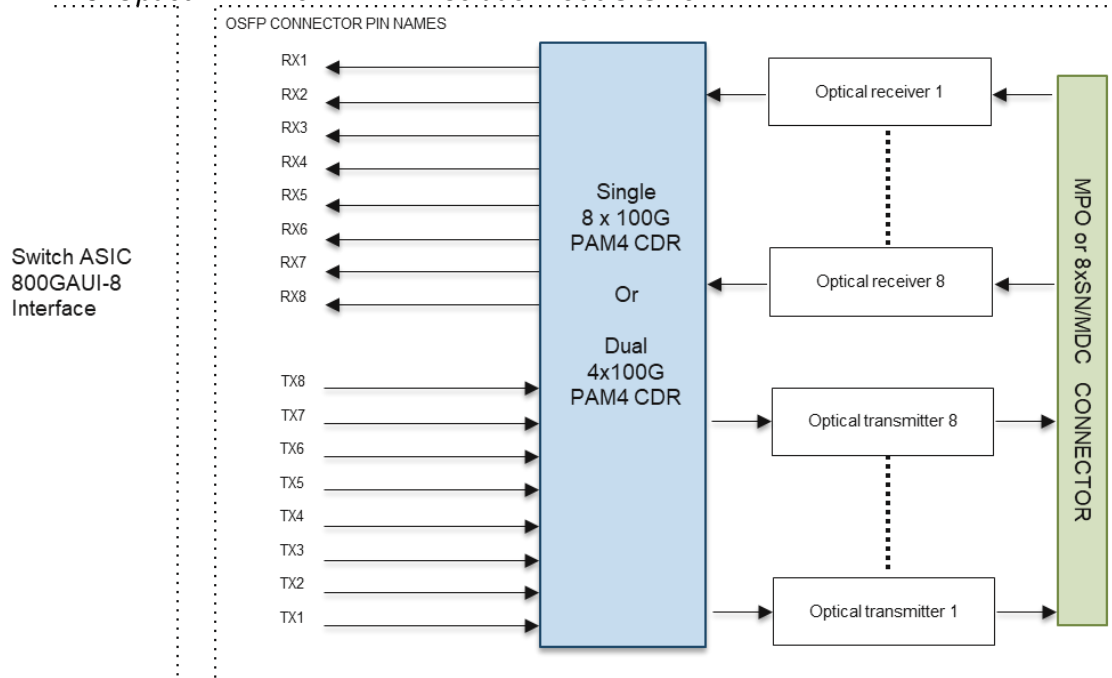 OSFP CONNECTOR PIN NAMES
RX1
RX2
RX3
RX4
RX5
RX6
RX7
RX8
TX8
TX7
TX6
TX5
TX4
TX3
TX2
TX1
Switch ASIC
800GAUI-8
Interface
Single
8 x 100G
PAM4 CDR
Or
Dual
4x100G
PAM4 CDR
Optical receiver 1
Optical receiver 8
Optical transmitter 8
Optical transmitter 1
MPO or 8xSN/MDC CONNECTOR